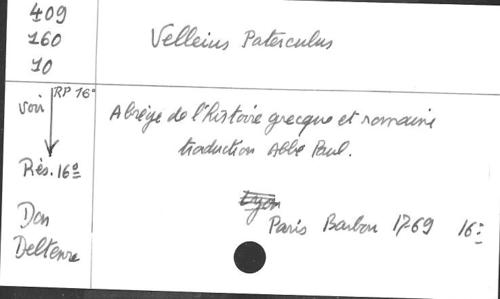 409
160
10
Velleius Paterculus
voir
RP 16°
Rés. 16°
Don
Deltenre
Abrégé de l'histoire grecque et romaine
traduction Abbé Paul.
Lyon
Paris Barbou 1769 16°